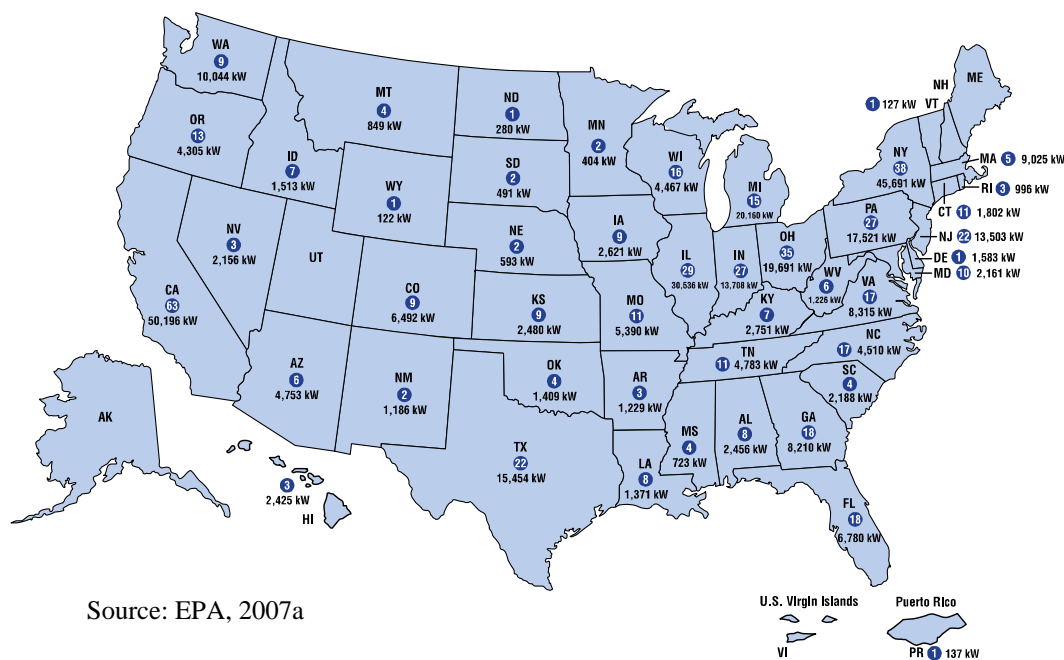 WA
9
10,044 kW
OR
13
4,305 kW
ID
7
1,513 kW
MT
4
849 kW
WY
1
122 kW
ND
1
280 kW
SD
2
491 kW
NE
2
593 kW
MN
2
404 kW
IA
9
2,621 kW
WI
16
4,467 kW
MI
15
20,160 kW
NV
3
2,156 kW
UT
CA
63
50,196 kW
CO
9
6,492 kW
KS
9
2,480 kW
MO
11
5,390 kW
IL
29
30,536 kW
IN
27
13,708 kW
OH
35
19,691 kW
WV
6
1,226 kW
KY
7
2,751 kW
VA
17
8,315 kW
PA
27
17,521 kW
NY
38
45,691 kW
1 127 kW
VT
NH
ME
MA 5 9,025 kW
RI 3 996 kW
CT 11 1,802 kW
NJ 22 13,503 kW
DE 1 1,583 kW
MD 10 2,161 kW
AZ
6
4,753 kW
NM
2
1,186 kW
OK
4
1,409 kW
AR
3
1,229 kW
TN
11 4,783 kW
NC
17 4,510 kW
SC
4
2,188 kW
TX
22
15,454 kW
LA
8
1,371 kW
MS
4
723 kW
AL
8
2,456 kW
GA
18
8,210 kW
FL
18
6,780 kW
AK
3
2,425 kW
HI
Source: EPA, 2007a
U.S. Virgin Islands
VI
Puerto Rico
PR 1 137 kW